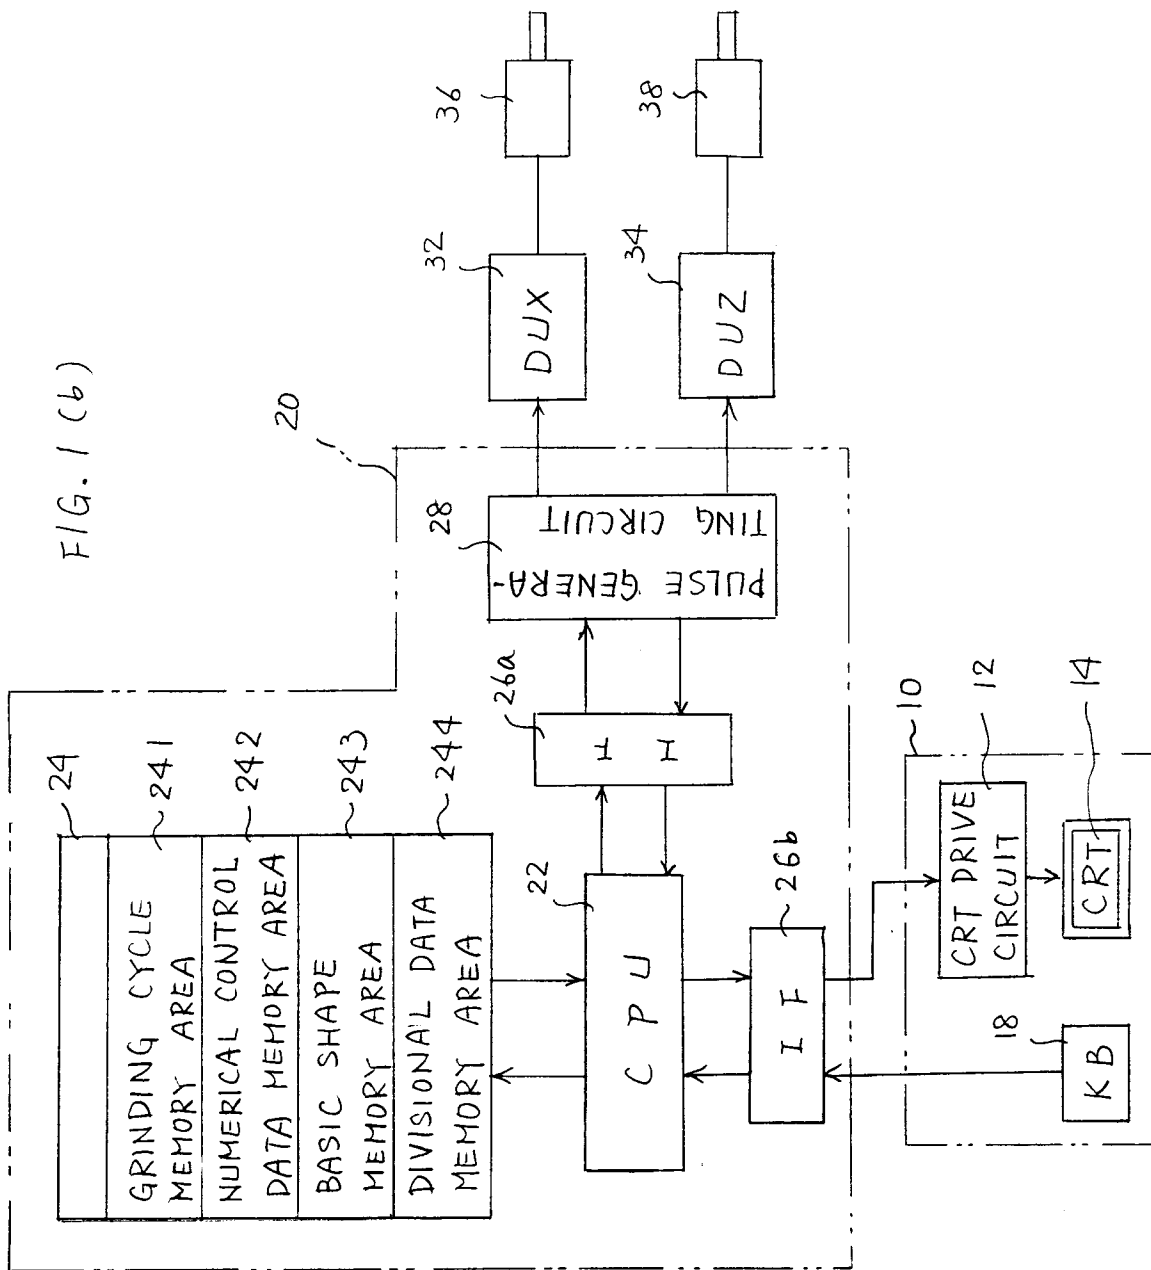 FIG. 1 (b)
20
24
241
242
243
244
GRINDING CYCLE
MEMORY AREA
NUMERICAL CONTROL
DATA MEMORY AREA
BASIC SHAPE
MEMORY AREA
DIVISIONAL DATA
MEMORY AREA
22
CPU
26a
IF
28
PULSE GENERA-
TING CIRCUIT
32
DUX
36
34
DUZ
38
26b
IF
10
12
CRT DRIVE
CIRCUIT
14
CRT
18
KB